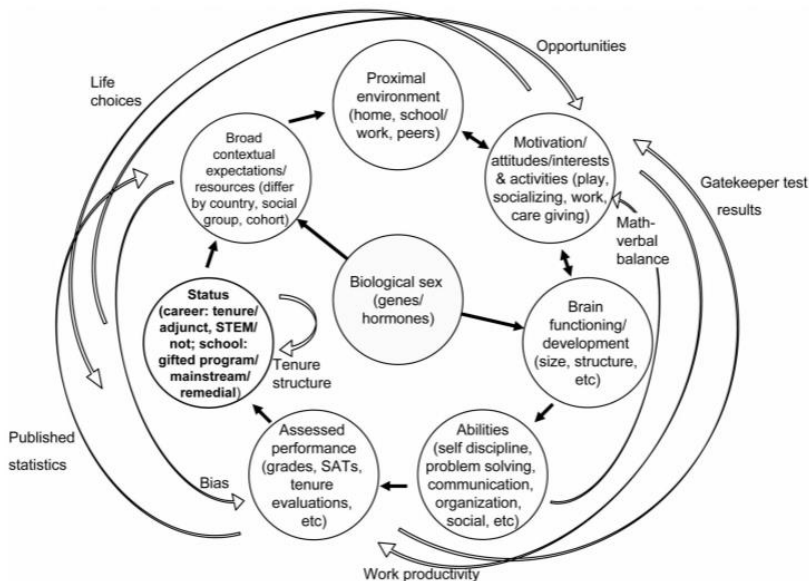 Opportunities
Life
choices
Proximal
environment
(home, school/
work, peers)
Broad
contextual
expectations/
resources (differ
by country, social
group, cohort)
Motivation/
attitudes/interests
& activities (play,
socializing, work,
care giving)
Gatekeeper test
results
Math-
verbal
balance
Biological sex
(genes/
hormones)
Status
(career: tenure/
adjunct, STEM/
not; school:
gifted program/
mainstream/
remedial)
Tenure
structure
Brain
functioning/
development
(size, structure,
etc)
Published
statistics
Bias
Assessed
performance
(grades, SATs,
tenure
evaluations,
etc)
Abilities
(self discipline,
problem solving,
communication,
organization,
social, etc)
Work productivity